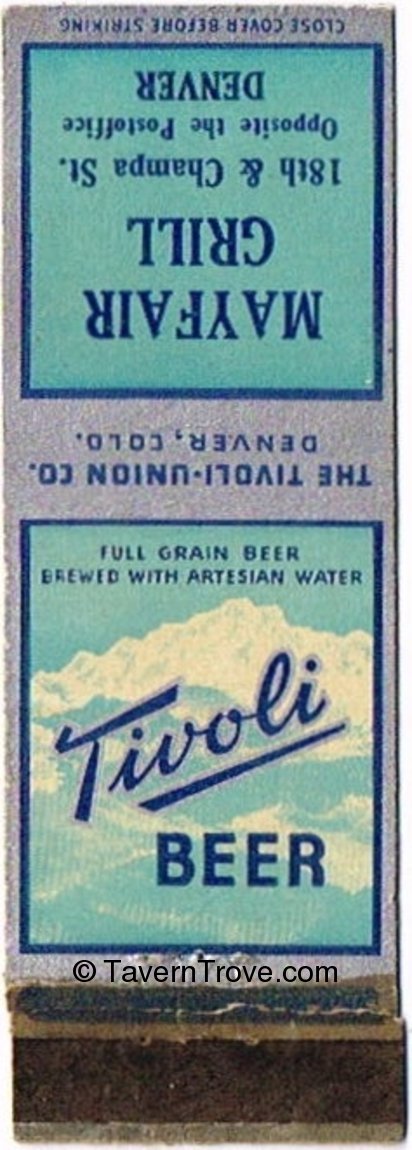 CLOSE COVER BEFORE STRIKING
MAYFAIR
GRILL
18th & Champa St.
Opposite the Postoffice
DENVER
THE TIVOLI-UNION CO.
DENVER, COLO.
FULL GRAIN BEER
BREWED WITH ARTESIAN WATER
Tivoli
BEER
© TavernTrove.com